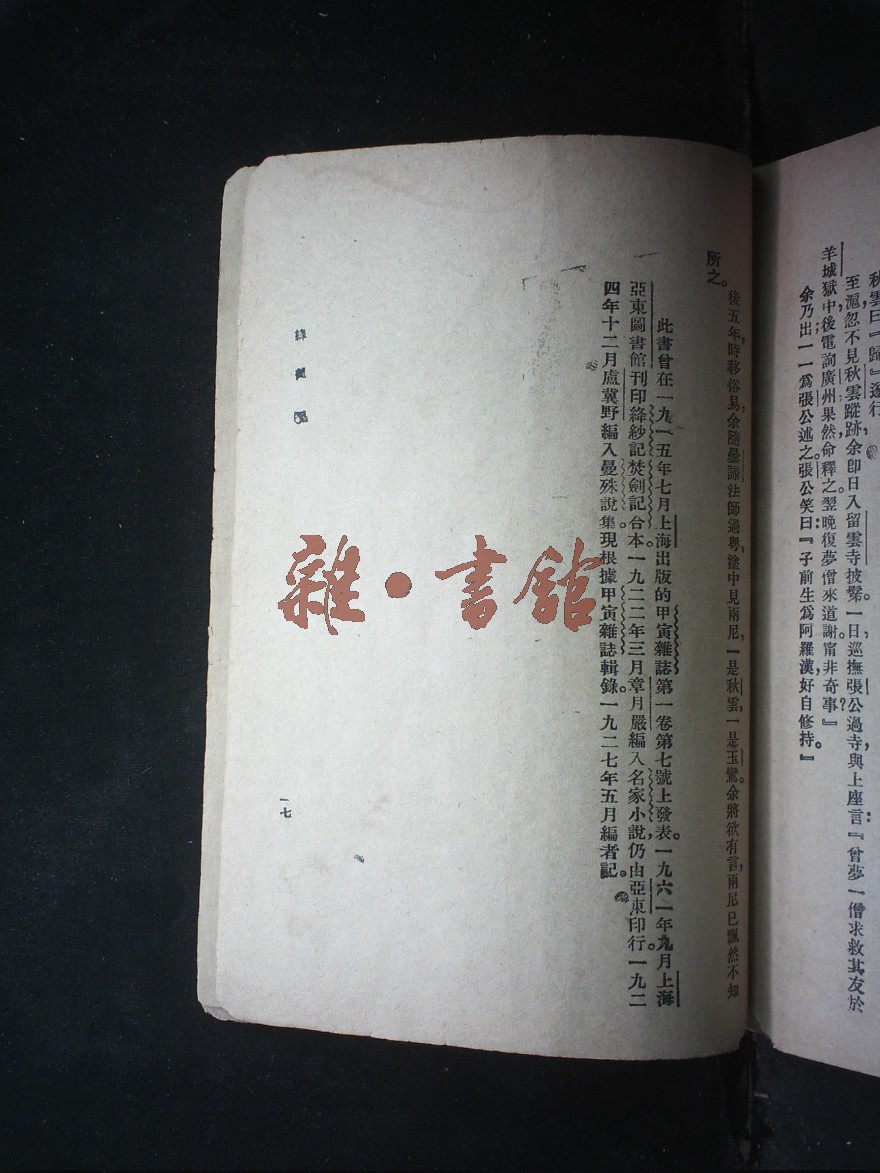 秋雲曰『歸』遂行
至滬忽不見秋雲蹤跡余卽日入留雲寺披鬀。一日巡撫張公過寺，與上座言：『曾夢一僧求救其友於
羊城獄中，後電詢廣州果然，命釋之。翌晚復夢僧來道謝，甯非奇事？』
余乃出一一爲張公述之。張公笑曰：『子前生爲阿羅漢，好自修持。』
後五年，時移俗易，余隨曇諦法師過粵，途中見兩尼：一是秋雲，一是玉鸞。余將欲有言，兩尼已飄然不知
所之。
此書曾在一九一五年七月上海出版的甲寅雜誌第一卷第七號上發表。一九六一年九月上海
亞東圖書館刊印絳紗記焚劍記合本。一九二二年三月章月嚴編入名家小說，仍由亞東印行。一九二
四年十二月盧冀野編入曼殊說集。現根據甲寅雜誌輯錄。一九二七年五月編者記。
一七
雜·書館